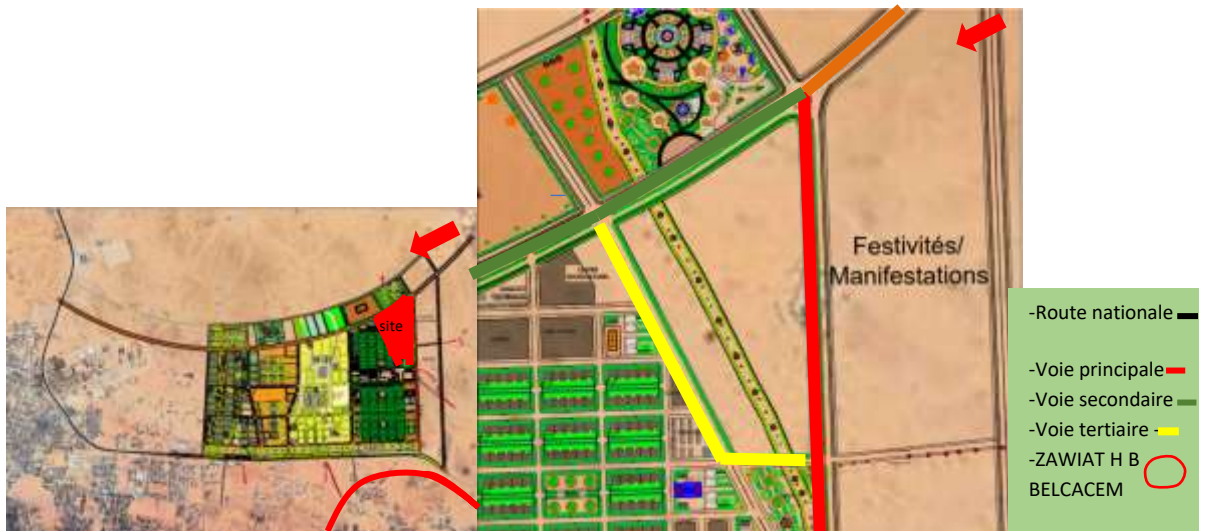 site
Festivités/
Manifestations
-Route nationale
-Voie principale
-Voie secondaire
-Voie tertiaire -
-ZAWIAT H B
BELCACEM